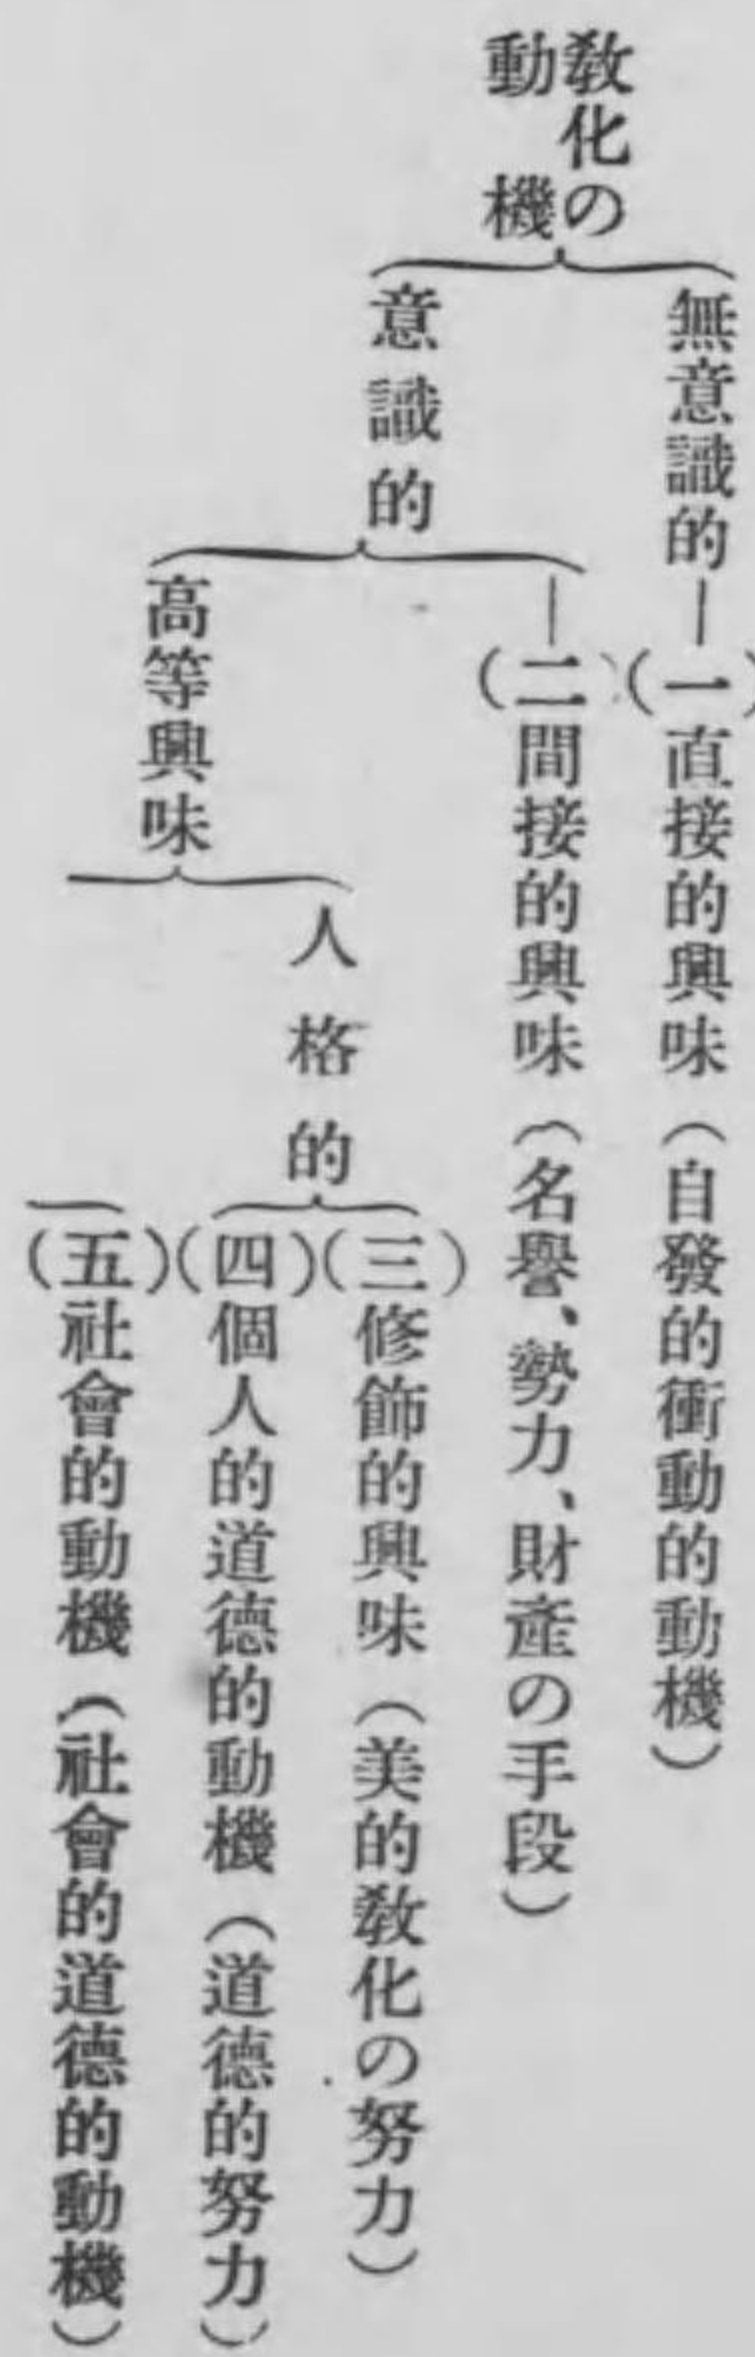 敎化の
動機
無意識的―(一)直接的興味(自發的衝動的動機)
意識的
―(二)間接的興味(名譽、勢力、財產の手段)
高等興味
人格的
(三)修飾的興味(美的敎化の努力)
(四)個人的道德的動機(道德的努力)
(五)社會的動機(社會的道德的動機)